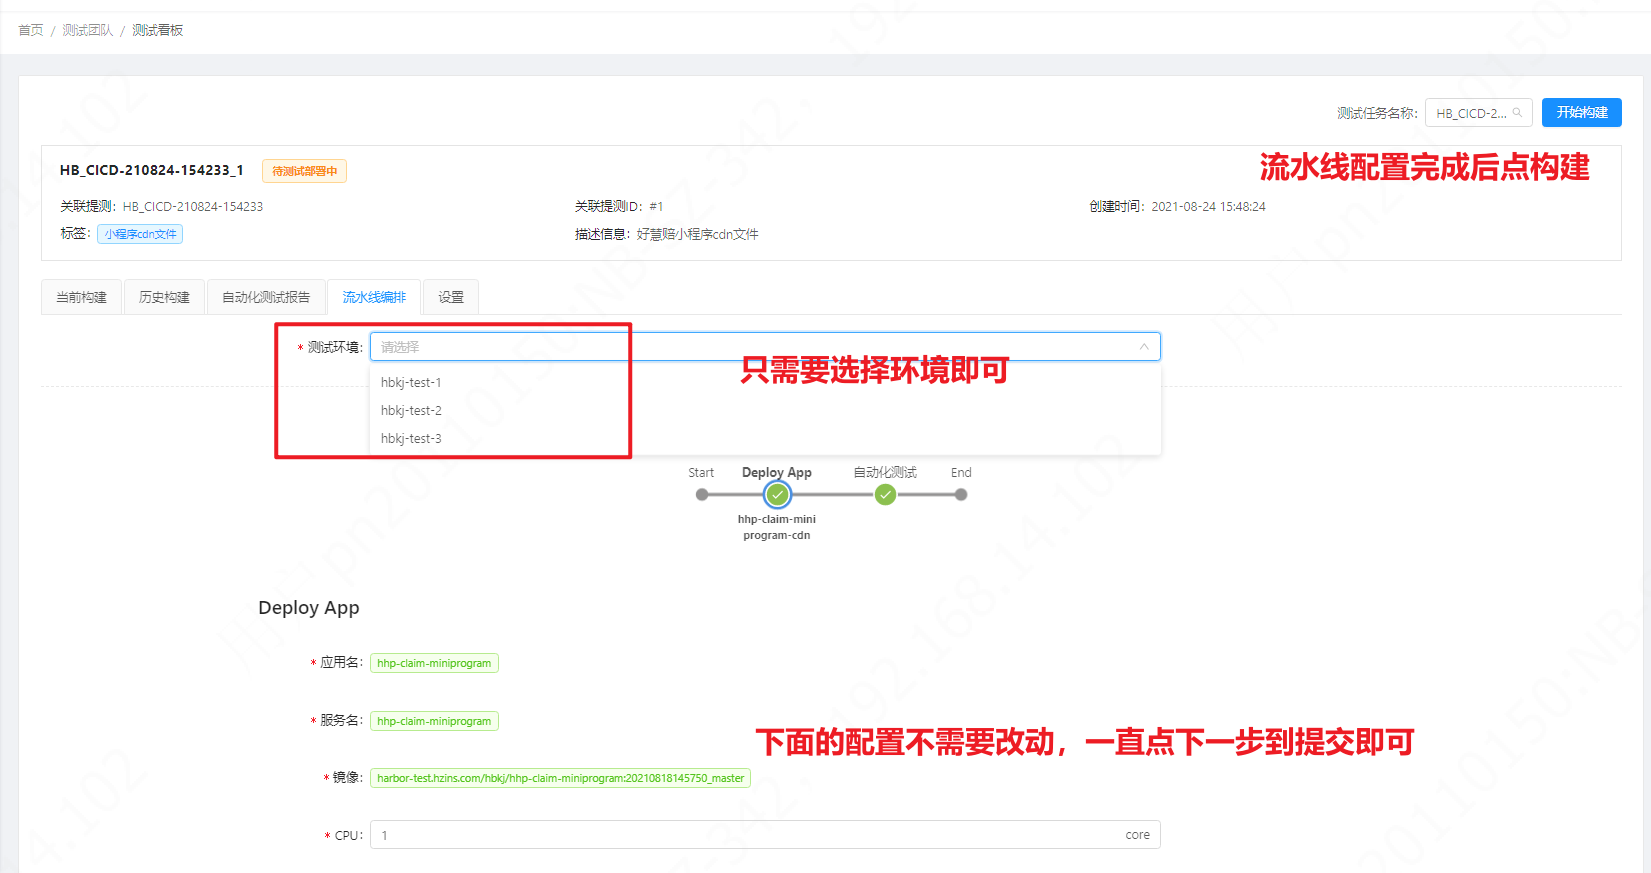 首页 / 测试团队 / 测试看板
测试任务名称: HB_CICD-2... 开始构建
流水线配置完成后点构建
HB_CICD-210824-154233_1 待测试部署中
关联提测: HB_CICD-210824-154233 关联提测ID: #1 创建时间: 2021-08-24 15:48:24
标签: 小程序cdn文件 描述信息: 好慧赔小程序cdn文件
当前构建 历史构建 自动化测试报告 流水线编排 设置
* 测试环境: 请选择
只需要选择环境即可
hbkj-test-1
hbkj-test-2
hbkj-test-3
Start Deploy App 自动化测试 End
hhp-claim-mini
program-cdn
Deploy App
* 应用名: hhp-claim-miniprogram
* 服务名: hhp-claim-miniprogram
下面的配置不需要改动，一直点下一步到提交即可
* 镜像: harbor-test.hzins.com/hbkj/hhp-claim-miniprogram:20210818145750_master
* CPU: 1 core